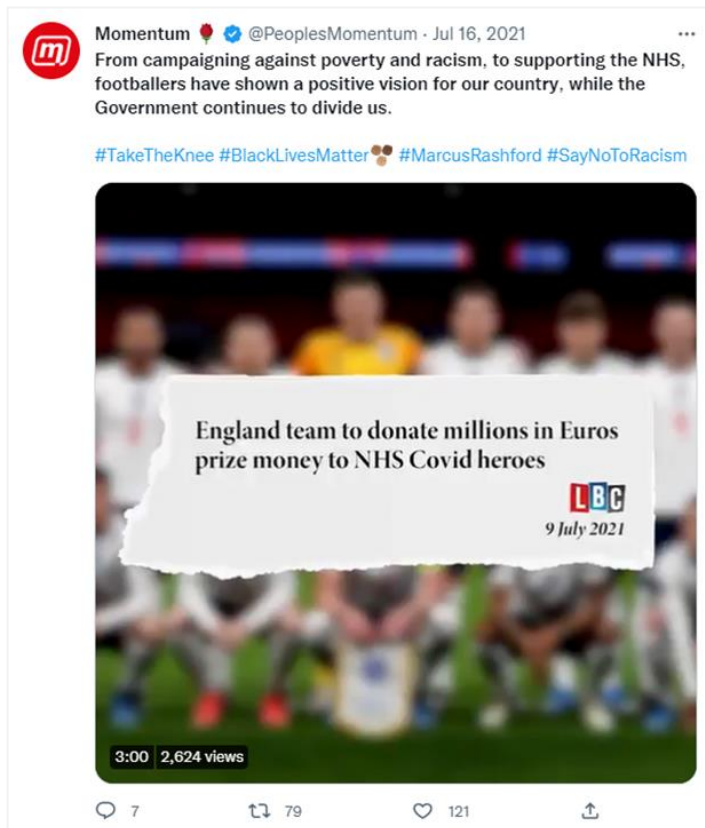 Momentum 🌹 @PeoplesMomentum · Jul 16, 2021
From campaigning against poverty and racism, to supporting the NHS,
footballers have shown a positive vision for our country, while the
Government continues to divide us.
#TakeTheKnee #BlackLivesMatter #MarcusRashford #SayNoToRacism
England team to donate millions in Euros
prize money to NHS Covid heroes
LBC
9 July 2021
3:00 2,624 views
7 79 121